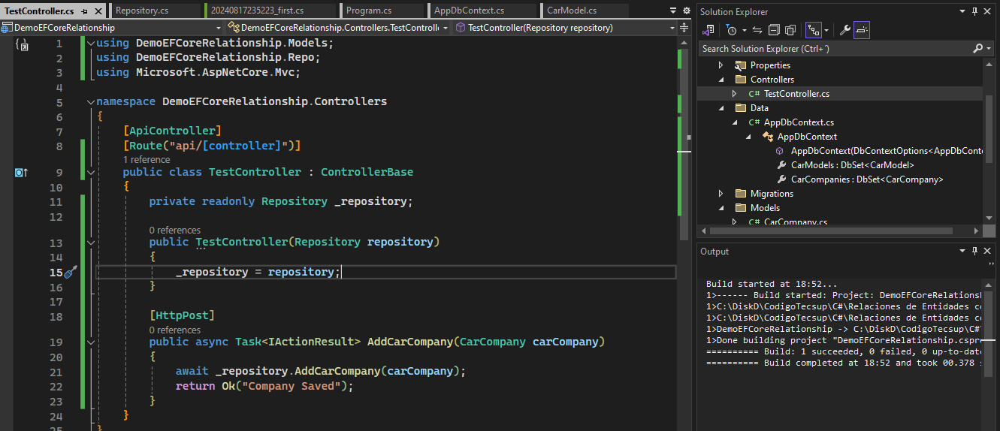 TestController.cs
Repository.cs
20240817235223_first.cs
Program.cs
AppDbContext.cs
CarModel.cs
DemoEFCoreRelationship
DemoEFCoreRelationship.Controllers.TestControlle
TestController(Repository repository)
1 using DemoEFCoreRelationship.Models;
2 using DemoEFCoreRelationship.Repo;
3 using Microsoft.AspNetCore.Mvc;
4
5 namespace DemoEFCoreRelationship.Controllers
6 {
7 [ApiController]
8 [Route("api/[controller]")]
1 reference
9 public class TestController : ControllerBase
10 {
11 private readonly Repository _repository;
12
0 references
13 public TestController(Repository repository)
14 {
15 _repository = repository;
16 }
17
18 [HttpPost]
0 references
19 public async Task<IActionResult> AddCarCompany(CarCompany carCompany)
20 {
21 await _repository.AddCarCompany(carCompany);
22 return Ok("Company Saved");
23 }
24 }
25 }
Solution Explorer
Search Solution Explorer (Ctrl+´)
Properties
Controllers
C# TestController.cs
Data
C# AppDbContext.cs
AppDbContext
AppDbContext(DbContextOptions<AppDbConte
CarModels : DbSet<CarModel>
CarCompanies : DbSet<CarCompany>
Migrations
Models
C# CarCompany.cs
Output
Build started at 18:52...
1>------ Build started: Project: DemoEFCoreRelationsh
1>C:\DiskD\CodigoTecsup\C#\Relaciones de Entidades co
1>C:\DiskD\CodigoTecsup\C#\Relaciones de Entidades co
1>DemoEFCoreRelationship -> C:\DiskD\CodigoTecsup\C#\
1>Done building project "DemoEFCoreRelationship.cspro
========== Build: 1 succeeded, 0 failed, 0 up-to-date
========== Build completed at 18:52 and took 00.378 s